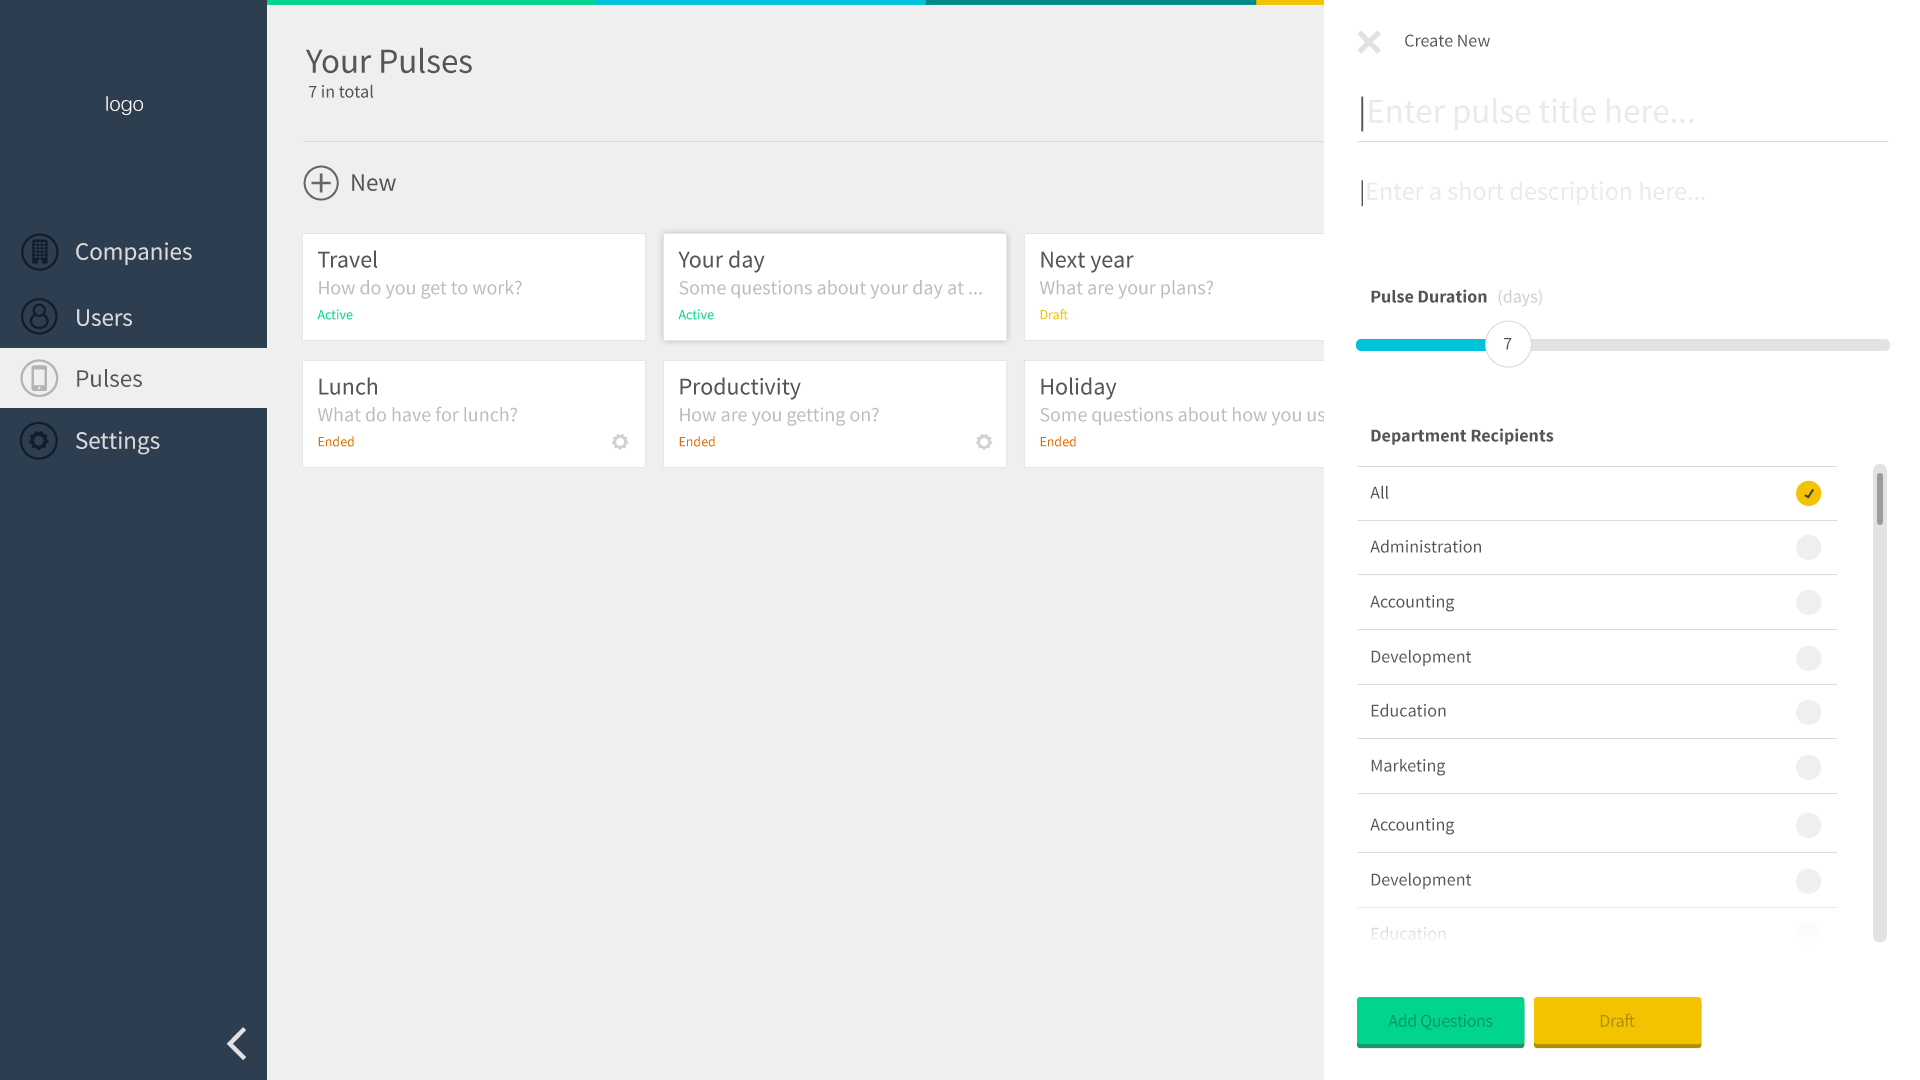 logo
Companies
Users
Pulses
Settings
Your Pulses
7 in total
New
Travel
How do you get to work?
Active
Your day
Some questions about your day at ...
Active
Next year
What are your plans?
Draft
Lunch
What do have for lunch?
Ended
Productivity
How are you getting on?
Ended
Holiday
Some questions about how you us
Ended
Create New
Enter pulse title here...
Enter a short description here...
Pulse Duration (days)
7
Department Recipients
All
Administration
Accounting
Development
Education
Marketing
Accounting
Development
Education
Add Questions
Draft